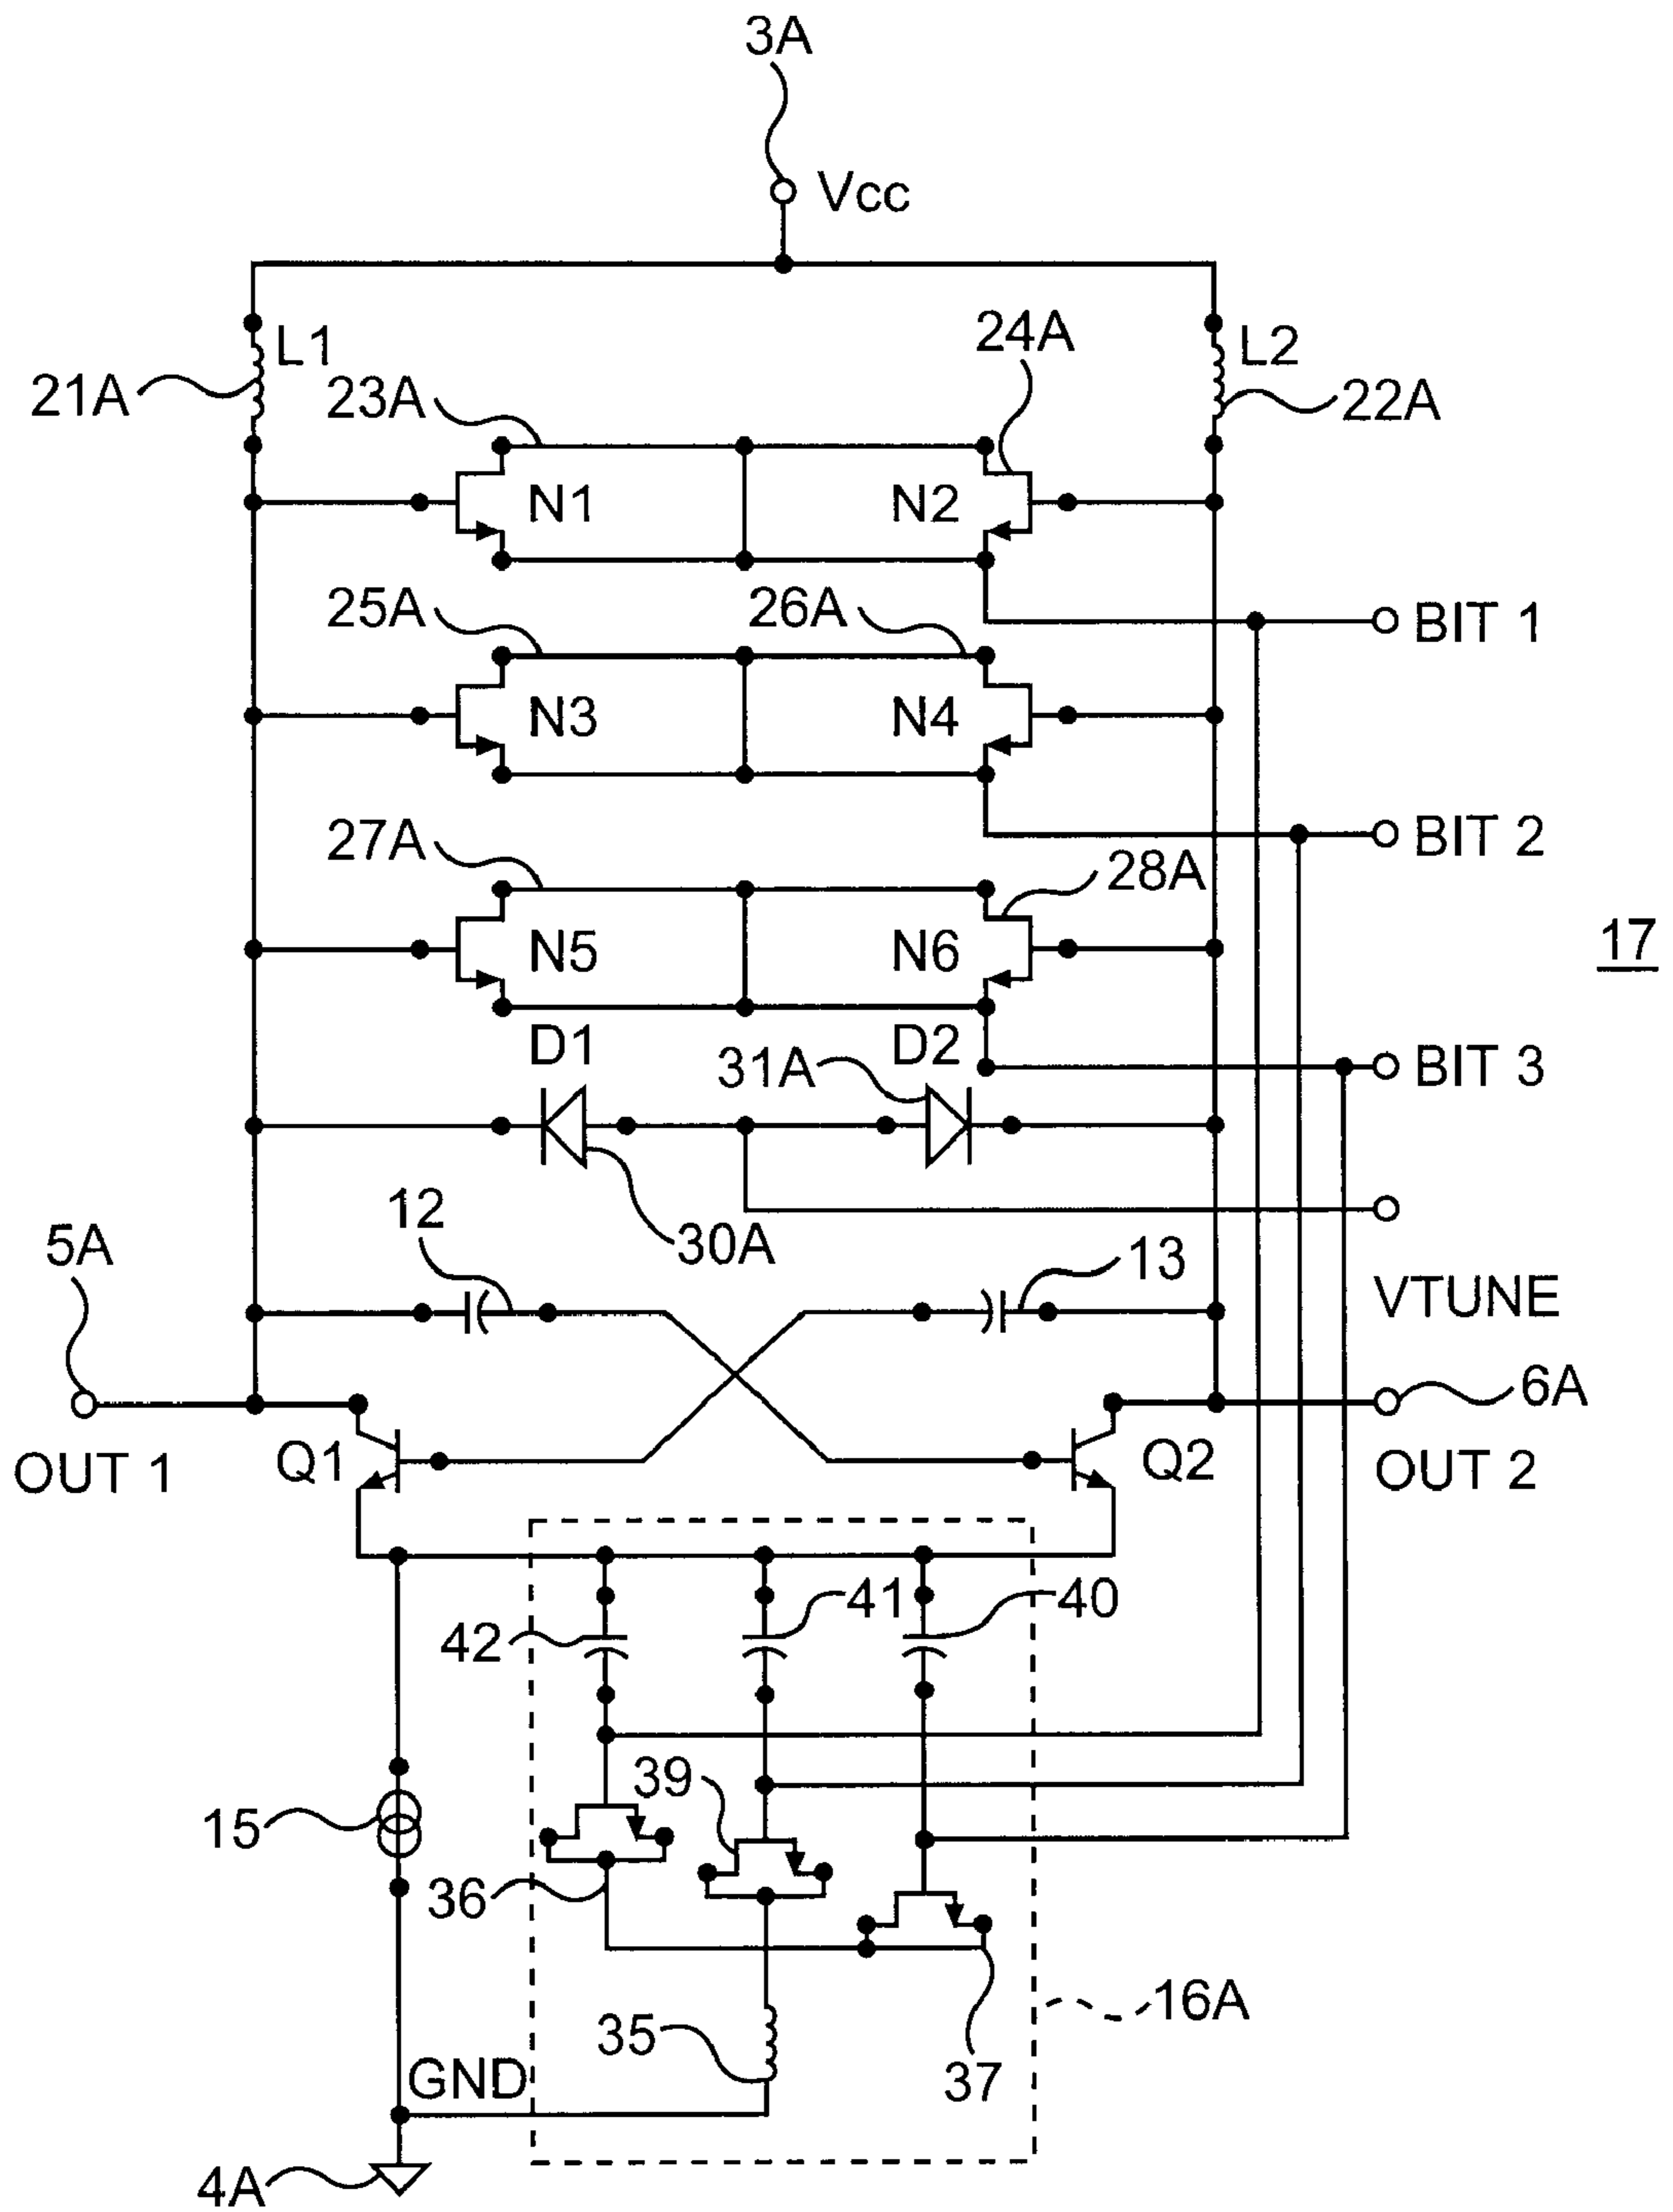 3A
Vcc
L1
24A
L2
21A
23A
22A
N1
N2
25A
26A
BIT 1
N3
N4
27A
BIT 2
28A
N5
N6
17
D1
D2
31A
BIT 3
12
5A
30A
13
VTUNE
6A
OUT 1
Q1
Q2
OUT 2
42
41
40
39
15
36
16A
35
GND
37
4A